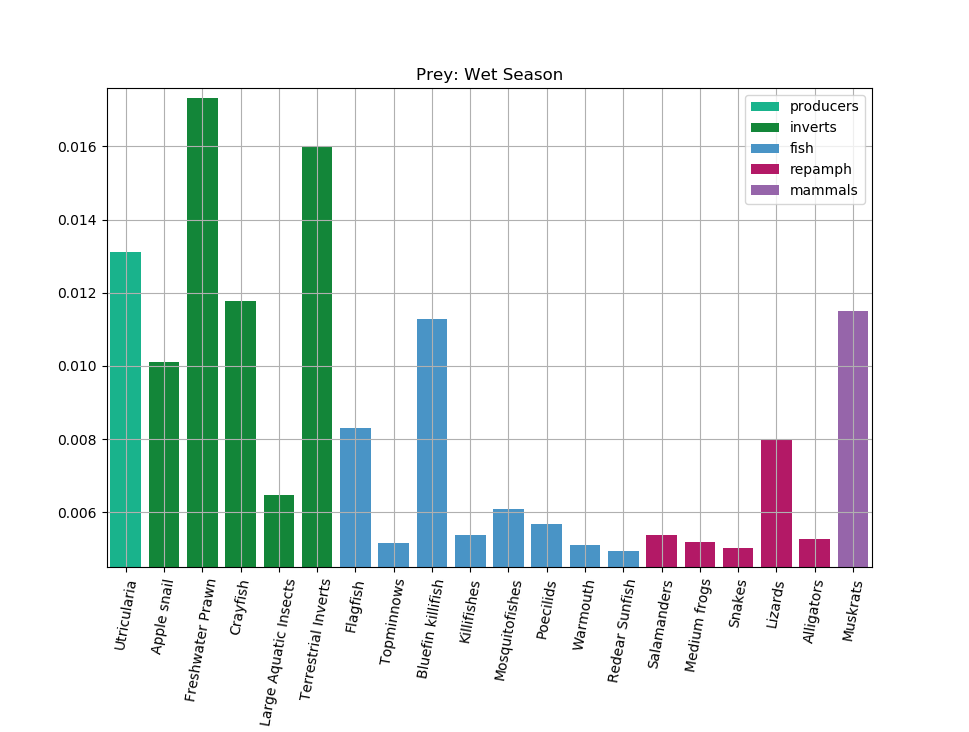 Prey: Wet Season
producers
inverts
fish
repamph
mammals
0.016
0.014
0.012
0.010
0.008
0.006
Utricularia
Apple snail
Freshwater Prawn
Crayfish
Large Aquatic Insects
Terrestrial Inverts
Flagfish
Topminnows
Bluefin killifish
Killifishes
Mosquitofishes
Poecilids
Warmouth
Redear Sunfish
Salamanders
Medium frogs
Snakes
Lizards
Alligators
Muskrats